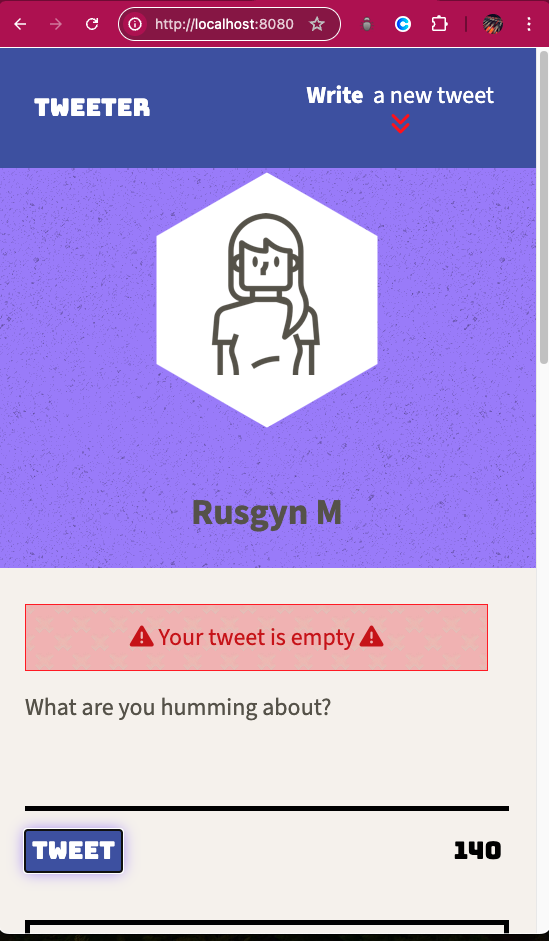 http://localhost:8080
TWEETER
Write a new tweet
Rusgyn M
Your tweet is empty
What are you humming about?
TWEET
140